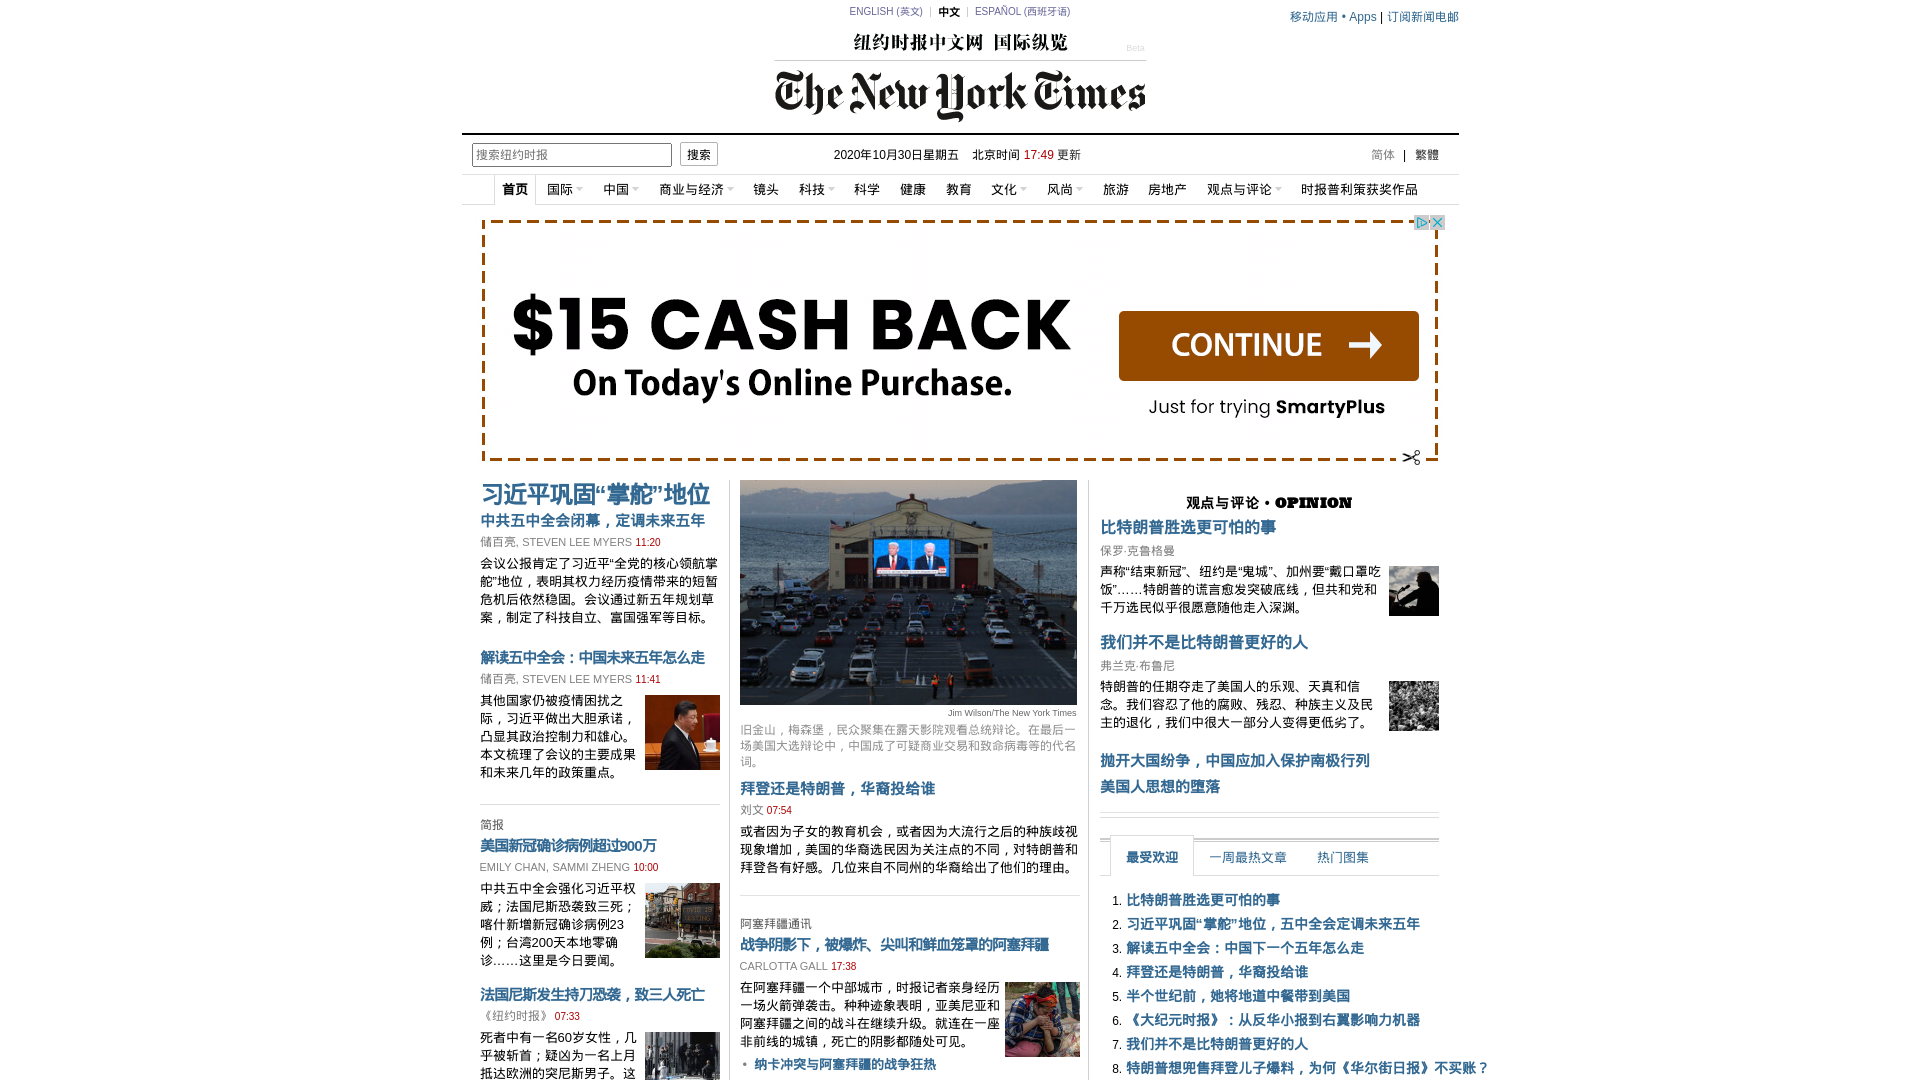 ENGLISH (英文) | 中文 | ESPAÑOL (西班牙语)
移动应用 • Apps | 订阅新闻电邮
纽约时报中文网 国际纵览
Beta
The New York Times
搜索纽约时报
搜索
2020年10月30日星期五 北京时间 17:49 更新
简体 | 繁體
首页 国际 中国 商业与经济 镜头 科技 科学 健康 教育 文化 风尚 旅游 房地产 观点与评论 时报普利策获奖作品
$15 CASH BACK
On Today's Online Purchase.
CONTINUE
Just for trying SmartyPlus
习近平巩固“掌舵”地位
中共五中全会闭幕，定调未来五年
储百亮, STEVEN LEE MYERS 11:20
会议公报肯定了习近平“全党的核心领航掌
舵”地位，表明其权力经历疫情带来的短暂
危机后依然稳固。会议通过新五年规划草
案，制定了科技自立、富国强军等目标。
解读五中全会：中国未来五年怎么走
储百亮, STEVEN LEE MYERS 11:41
其他国家仍被疫情困扰之
际，习近平做出大胆承诺，
凸显其政治控制力和雄心。
本文梳理了会议的主要成果
和未来几年的政策重点。
简报
美国新冠确诊病例超过900万
EMILY CHAN, SAMMI ZHENG 10:00
中共五中全会强化习近平权
威；法国尼斯恐袭致三死；
喀什新增新冠确诊病例23
例；台湾200天本地零确
诊……这里是今日要闻。
法国尼斯发生持刀恐袭，致三人死亡
《纽约时报》 07:33
死者中有一名60岁女性，几
乎被斩首；疑凶为一名上月
抵达欧洲的突尼斯男子。这
Jim Wilson/The New York Times
旧金山，梅森堡，民众聚集在露天影院观看总统辩论。在最后一
场美国大选辩论中，中国成了可疑商业交易和致命病毒等的代名
词。
拜登还是特朗普，华裔投给谁
刘文 07:54
或者因为子女的教育机会，或者因为大流行之后的种族歧视
现象增加，美国的华裔选民因为关注点的不同，对特朗普和
拜登各有好感。几位来自不同州的华裔给出了他们的理由。
阿塞拜疆通讯
战争阴影下，被爆炸、尖叫和鲜血笼罩的阿塞拜疆
CARLOTTA GALL 17:38
在阿塞拜疆一个中部城市，时报记者亲身经历
一场火箭弹袭击。种种迹象表明，亚美尼亚和
阿塞拜疆之间的战斗在继续升级。就连在一座
非前线的城镇，死亡的阴影都随处可见。
• 纳卡冲突与阿塞拜疆的战争狂热
观点与评论 • OPINION
比特朗普胜选更可怕的事
保罗·克鲁格曼
声称“结束新冠”、纽约是“鬼城”、加州要“戴口罩吃
饭”……特朗普的谎言愈发突破底线，但共和党和
千万选民似乎很愿意随他走入深渊。
我们并不是比特朗普更好的人
弗兰克·布鲁尼
特朗普的任期夺走了美国人的乐观、天真和信
念。我们容忍了他的腐败、残忍、种族主义及民
主的退化，我们中很大一部分人变得更低劣了。
抛开大国纷争，中国应加入保护南极行列
美国人思想的堕落
最受欢迎 一周最热文章 热门图集
1. 比特朗普胜选更可怕的事
2. 习近平巩固“掌舵”地位，五中全会定调未来五年
3. 解读五中全会：中国下一个五年怎么走
4. 拜登还是特朗普，华裔投给谁
5. 半个世纪前，她将地道中餐带到美国
6. 《大纪元时报》：从反华小报到右翼影响力机器
7. 我们并不是比特朗普更好的人
8. 特朗普想兜售拜登儿子爆料，为何《华尔街日报》不买账？